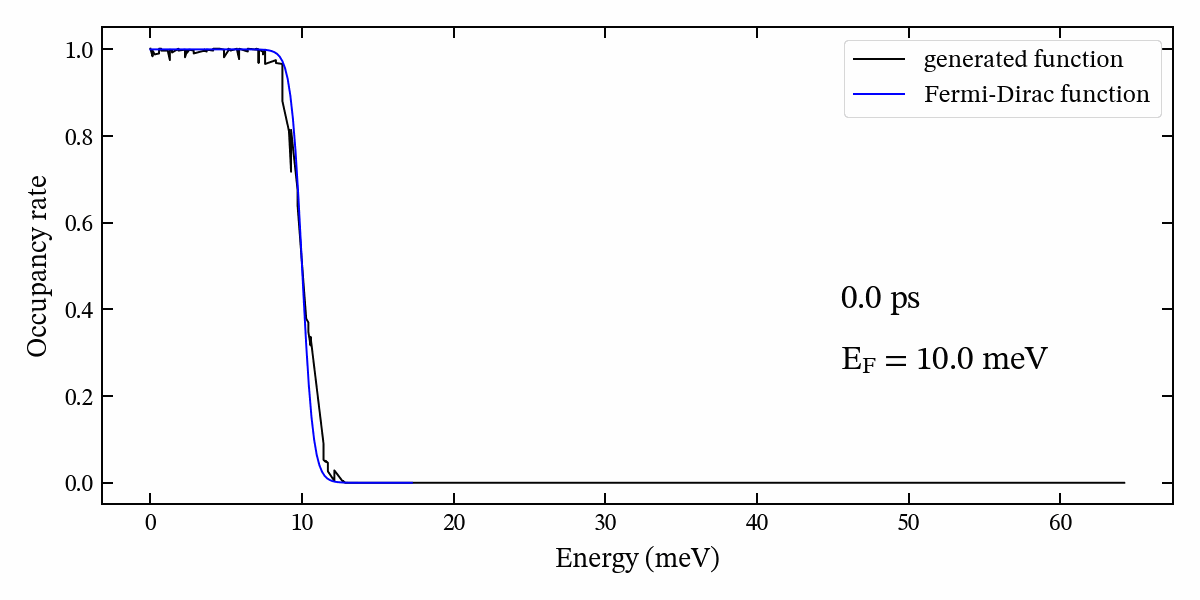 1.0
0.8
0.6
0.4
0.2
0.0
Occupancy rate
generated function
Fermi-Dirac function
0.0 ps
E_F = 10.0 meV
0 10 20 30 40 50 60
Energy (meV)